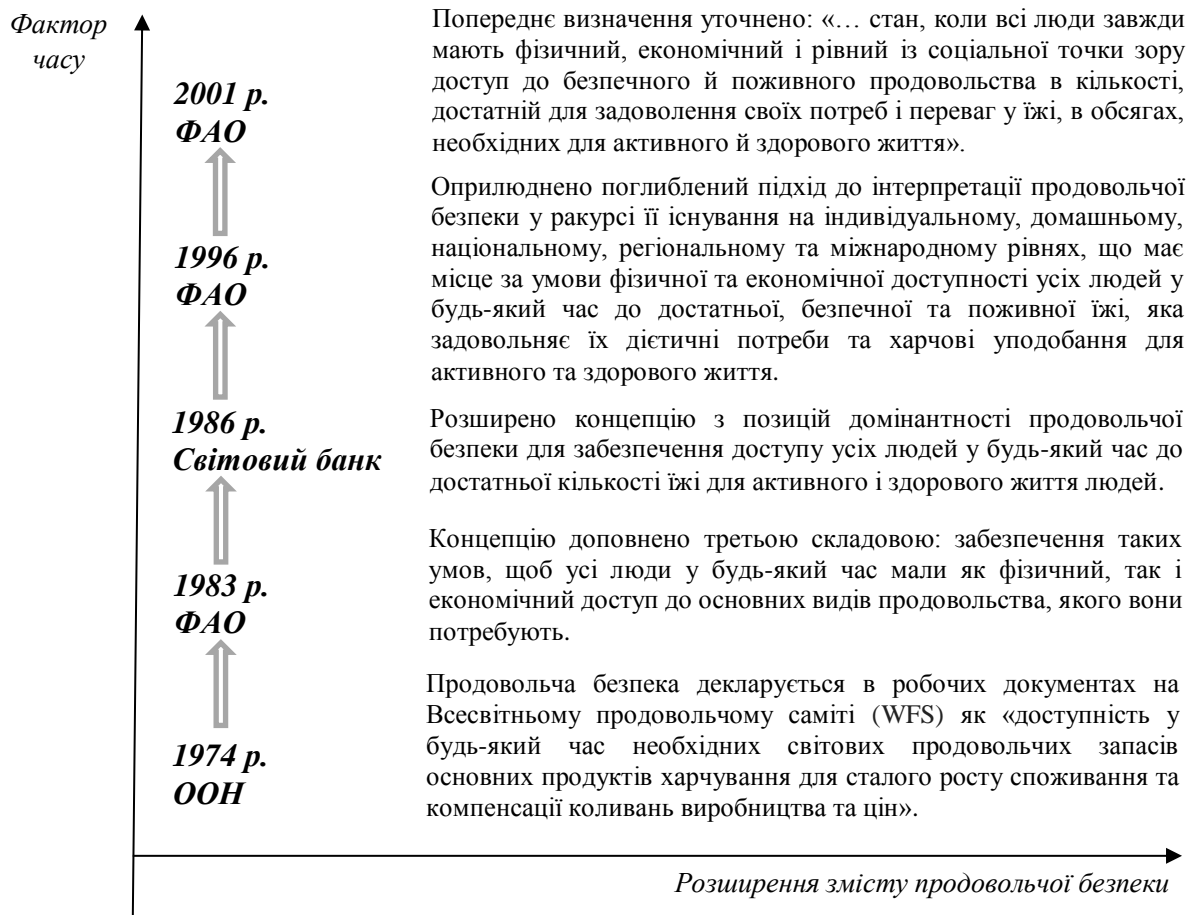 Фактор
часу
2001 р.
ФАО
Попереднє визначення уточнено: «… стан, коли всі люди завжди
мають фізичний, економічний і рівний із соціальної точки зору
доступ до безпечного й поживного продовольства в кількості,
достатній для задоволення своїх потреб і переваг у їжі, в обсягах,
необхідних для активного й здорового життя».
1996 р.
ФАО
Оприлюднено поглиблений підхід до інтерпретації продовольчої
безпеки у ракурсі її існування на індивідуальному, домашньому,
національному, регіональному та міжнародному рівнях, що має
місце за умови фізичної та економічної доступності усіх людей у
будь-який час до достатньої, безпечної та поживної їжі, яка
задовольняє їх дієтичні потреби та харчові уподобання для
активного та здорового життя.
1986 р.
Світовий банк
Розширено концепцію з позицій домінантності продовольчої
безпеки для забезпечення доступу усіх людей у будь-який час до
достатньої кількості їжі для активного і здорового життя людей.
1983 р.
ФАО
Концепцію доповнено третьою складовою: забезпечення таких
умов, щоб усі люди у будь-який час мали як фізичний, так і
економічний доступ до основних видів продовольства, якого вони
потребують.
1974 р.
ООН
Продовольча безпека декларується в робочих документах на
Всесвітньому продовольчому саміті (WFS) як «доступність у
будь-який час необхідних світових продовольчих запасів
основних продуктів харчування для сталого росту споживання та
компенсації коливань виробництва та цін».
Розширення змісту продовольчої безпеки